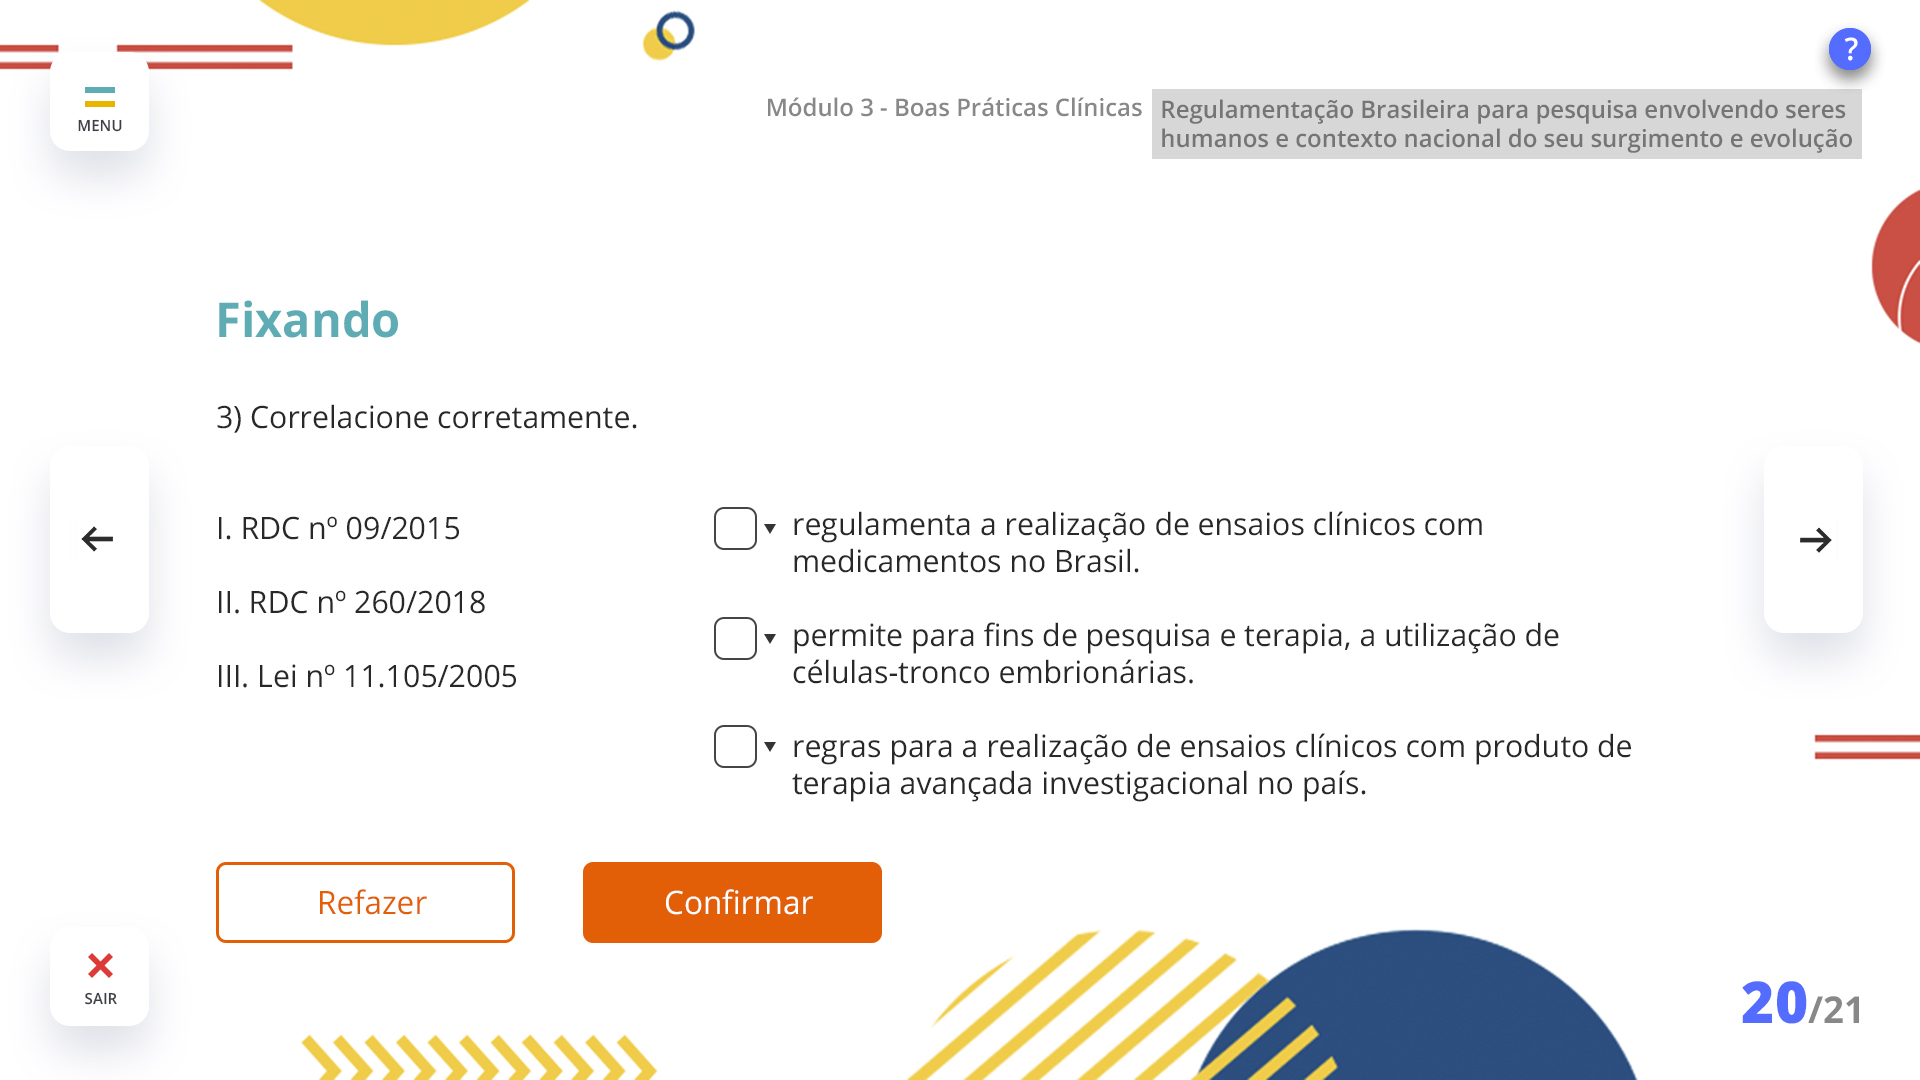 ?
MENU
Módulo 3 - Boas Práticas Clínicas
Regulamentação Brasileira para pesquisa envolvendo seres
humanos e contexto nacional do seu surgimento e evolução
Fixando
3) Correlacione corretamente.
I. RDC nº 09/2015
II. RDC nº 260/2018
III. Lei nº 11.105/2005
regulamenta a realização de ensaios clínicos com
medicamentos no Brasil.
permite para fins de pesquisa e terapia, a utilização de
células-tronco embrionárias.
regras para a realização de ensaios clínicos com produto de
terapia avançada investigacional no país.
Refazer
Confirmar
SAIR
20/21